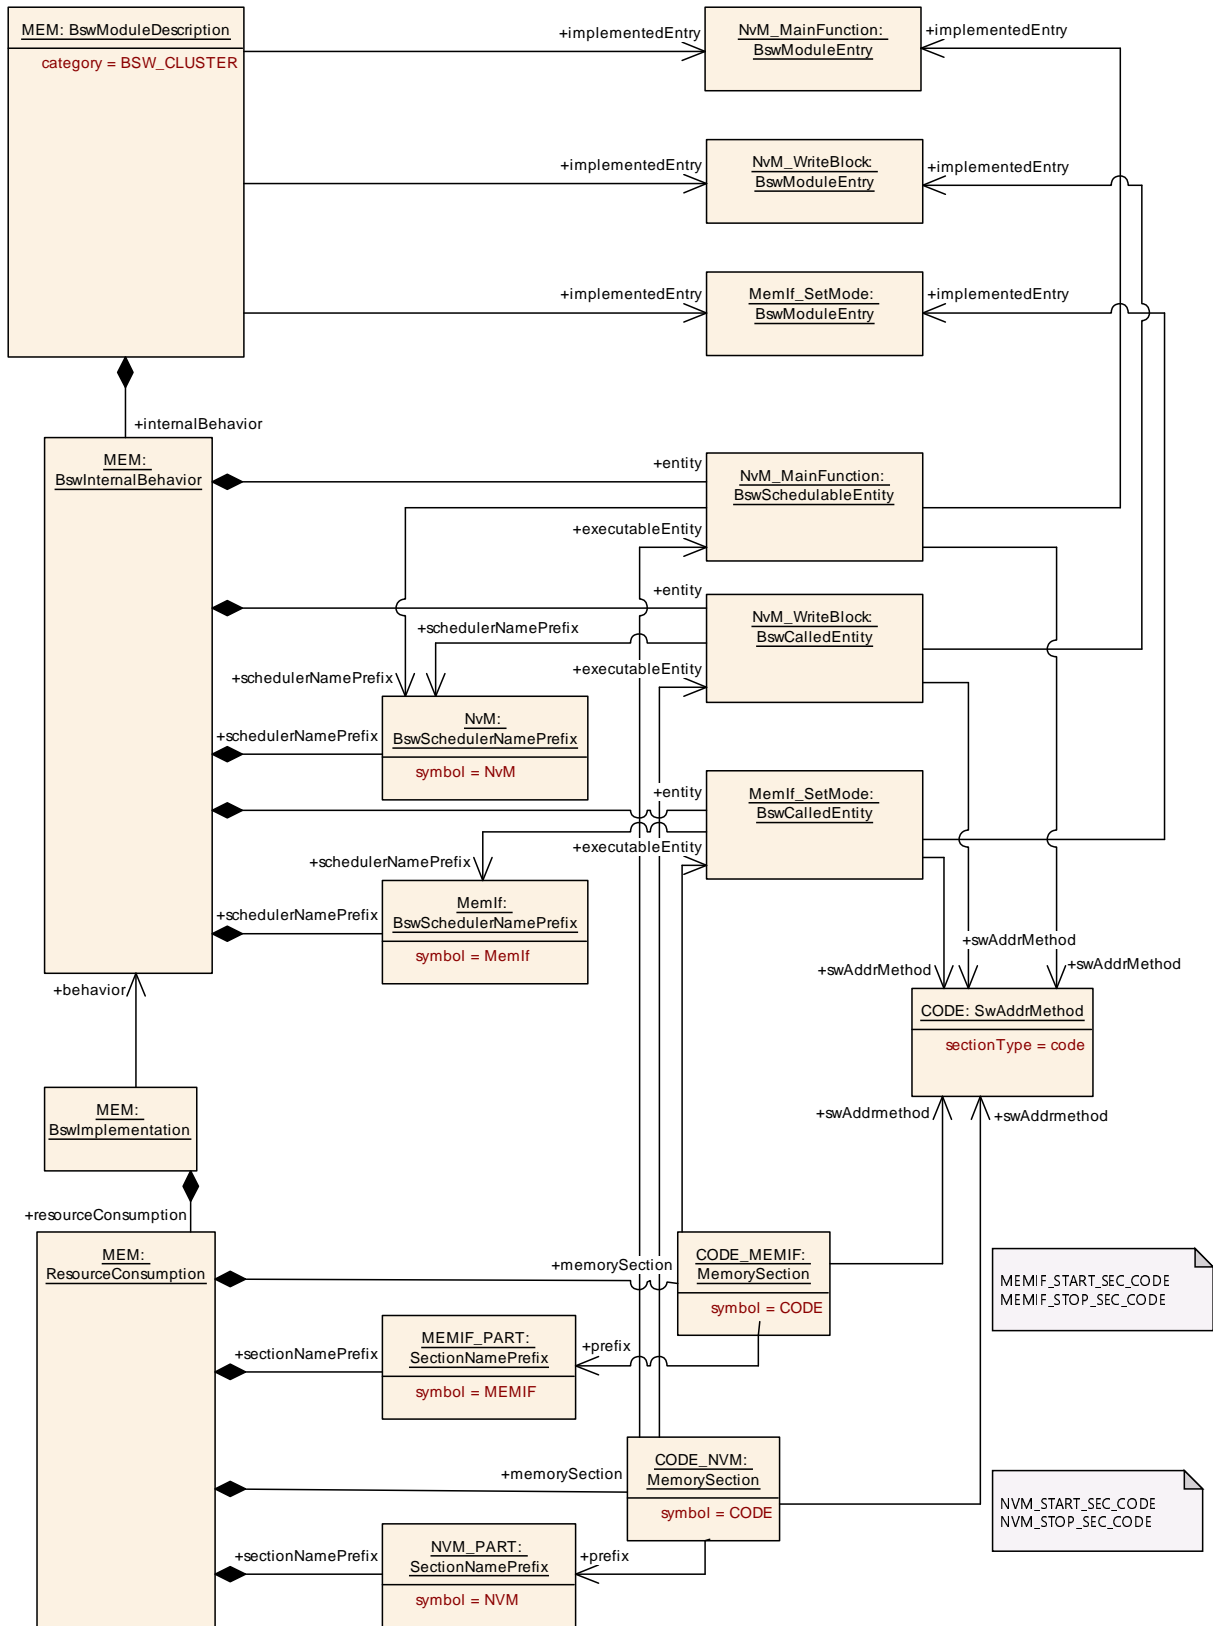 MEM: BswModuleDescription
category = BSW_CLUSTER
+implementedEntry
NvM_MainFunction:
BswModuleEntry
+implementedEntry
+implementedEntry
NvM_WriteBlock:
BswModuleEntry
+implementedEntry
+implementedEntry
MemIf_SetMode:
BswModuleEntry
+implementedEntry
+internalBehavior
MEM:
BswInternalBehavior
+entity
NvM_MainFunction:
BswSchedulableEntity
+executableEntity
+entity
NvM_WriteBlock:
BswCalledEntity
+schedulerNamePrefix
+executableEntity
+schedulerNamePrefix
NvM:
BswSchedulerNamePrefix
symbol = NvM
+schedulerNamePrefix
+entity
MemIf_SetMode:
BswCalledEntity
+executableEntity
+schedulerNamePrefix
MemIf:
BswSchedulerNamePrefix
symbol = MemIf
+schedulerNamePrefix
+swAddrMethod
+swAddrMethod
+swAddrMethod
+behavior
CODE: SwAddrMethod
sectionType = code
MEM:
BswImplementation
+swAddrmethod
+swAddrmethod
+resourceConsumption
MEM:
ResourceConsumption
+memorySection
CODE_MEMIF:
MemorySection
symbol = CODE
MEMIF_START_SEC_CODE
MEMIF_STOP_SEC_CODE
+sectionNamePrefix
MEMIF_PART:
SectionNamePrefix
symbol = MEMIF
+prefix
+memorySection
CODE_NVM:
MemorySection
symbol = CODE
NVM_START_SEC_CODE
NVM_STOP_SEC_CODE
+sectionNamePrefix
NVM_PART:
SectionNamePrefix
symbol = NVM
+prefix